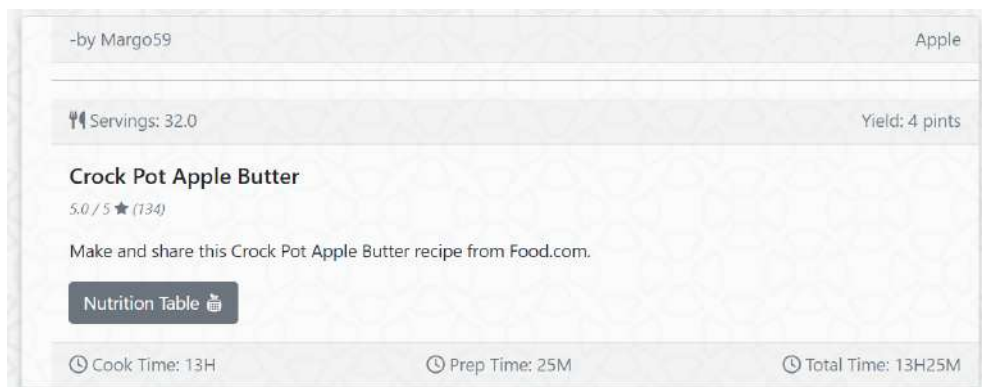 -by Margo59 Apple
Servings: 32.0 Yield: 4 pints
Crock Pot Apple Butter
5.0 / 5 ★ (134)
Make and share this Crock Pot Apple Butter recipe from Food.com.
Nutrition Table
Cook Time: 13H Prep Time: 25M Total Time: 13H25M